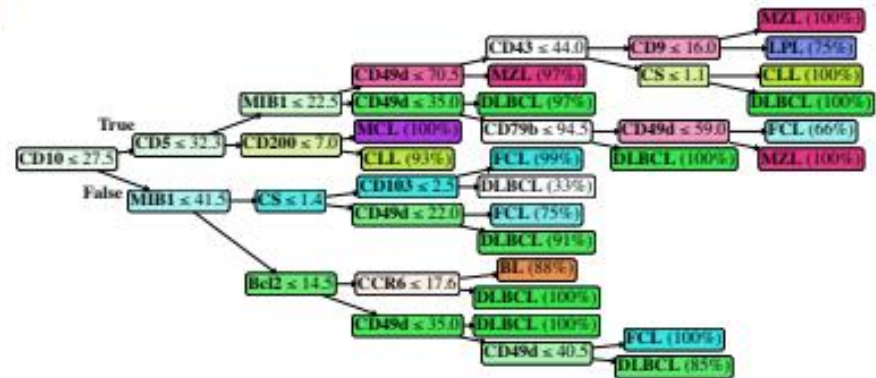 MZL (100%)
CD43 ≤ 44.0 CD9 ≤ 16.0 LPL (75%)
CD49d ≤ 70.5 MZL (97%) CS ≤ 1.1 CLL (100%)
MIB1 ≤ 22.5 CD49d ≤ 35.0 DLBCL (97%) DLBCL (100%)
True CD79b ≤ 94.5 CD49d ≤ 59.0 FCL (66%)
CD5 ≤ 32.3 CD200 ≤ 7.0 MCL (100%)
CD10 ≤ 27.5 CLL (93%) FCL (99%) DLBCL (100%) MZL (100%)
False CD103 ≤ 2.5 DLBCL (33%)
MIB1 ≤ 41.5 CS ≤ 1.4 CD49d ≤ 22.0 FCL (75%)
DLBCL (91%)
BL (88%)
Bcl2 ≤ 14.5 CCR6 ≤ 17.6 DLBCL (100%)
CD49d ≤ 35.0 DLBCL (100%) FCL (100%)
CD49d ≤ 40.5 DLBCL (85%)